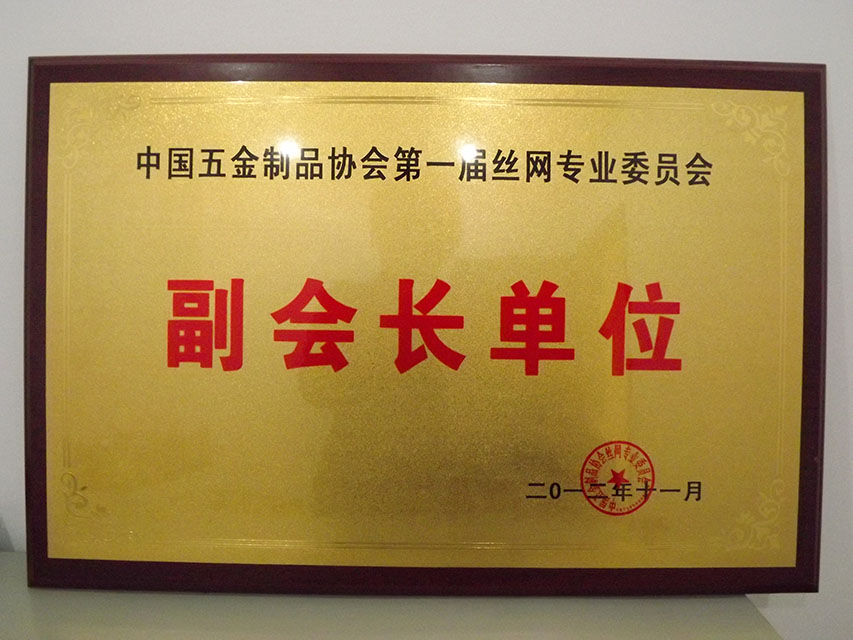 中国五金制品协会第一届丝网专业委员会
副会长单位
二0一二年十一月